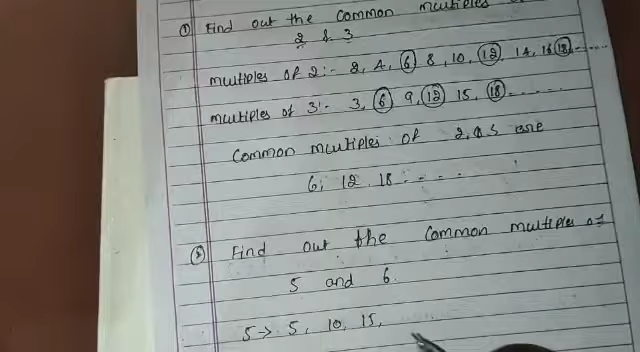 ① Find out the common multiples
2 & 3
multiples of 2:- 2, 4, 6 8, 10, 12, 14, 16 18.....
multiples of 3:- 3, 6 9, 12 15, 18......
Common multiples of 2, & 3 are
6, 12 18 - - - -
② Find out the common multiples of
5 and 6.
5→ 5, 10, 15,